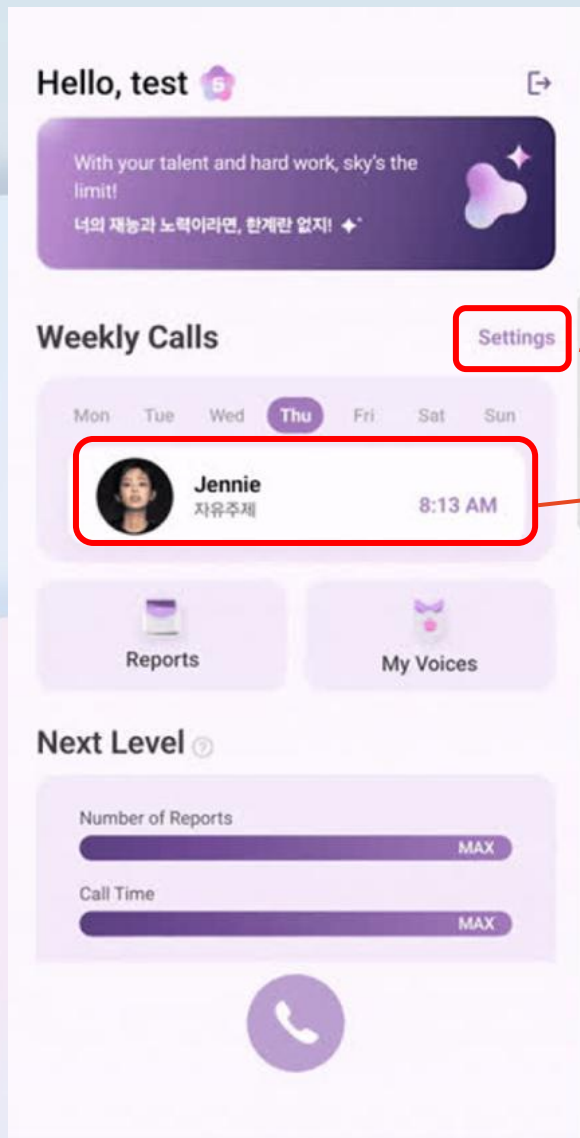 Hello, test 5
With your talent and hard work, sky's the
limit!
너의 재능과 노력이라면, 한계란 없지!
Weekly Calls
Settings
Mon Tue Wed Thu Fri Sat Sun
Jennie
자유주제
8:13 AM
Reports
My Voices
Next Level ?
Number of Reports
MAX
Call Time
MAX